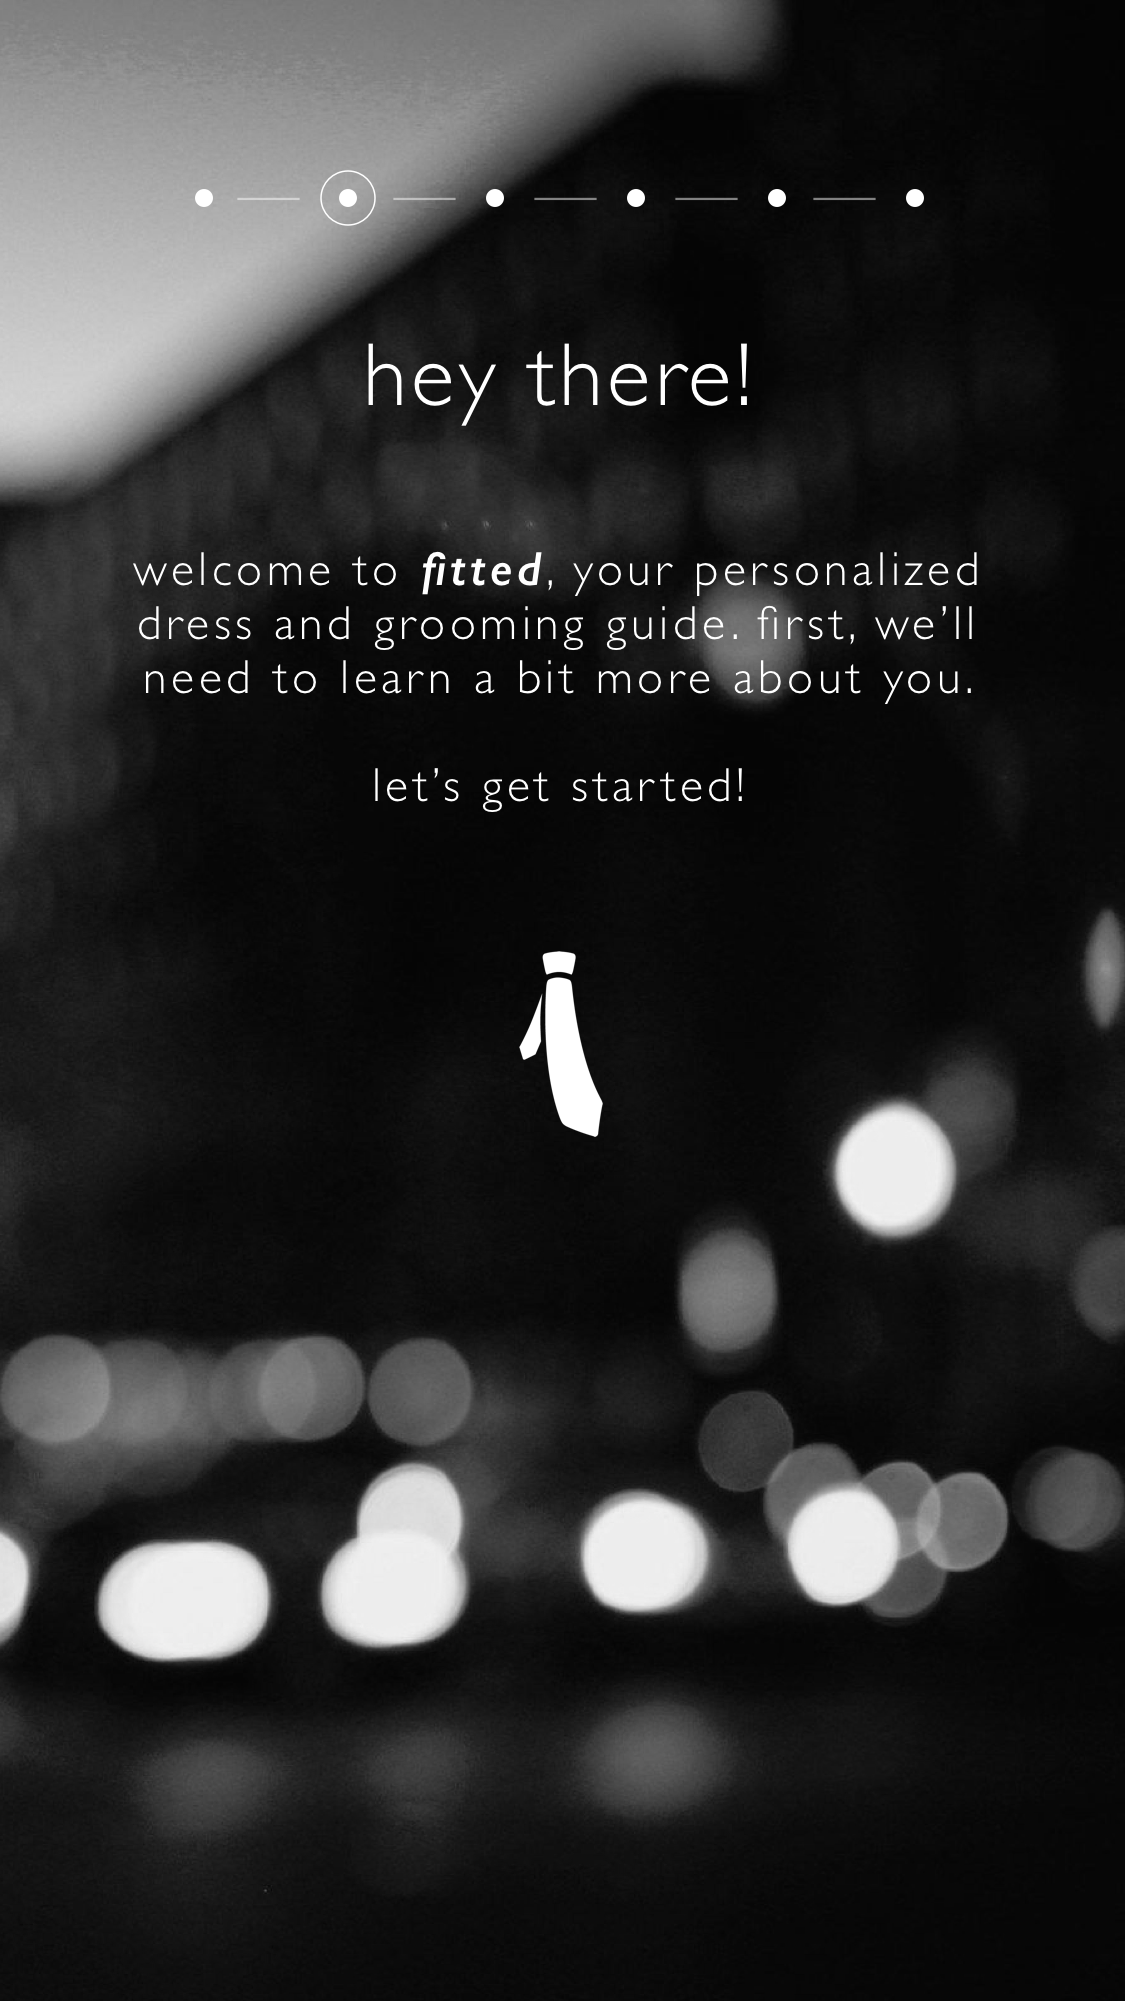 hey there!
welcome to fitted, your personalized
dress and grooming guide. first, we’ll
need to learn a bit more about you.
let’s get started!